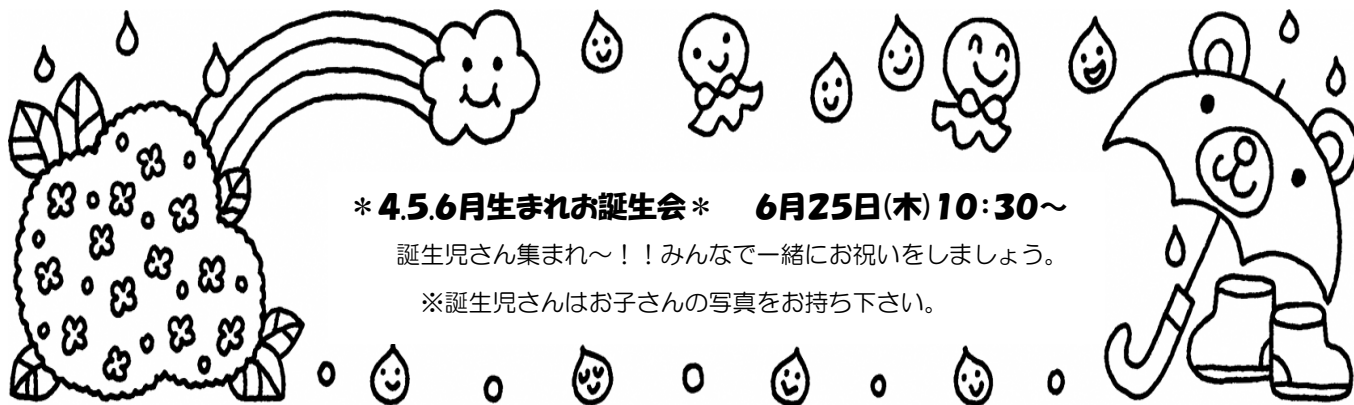 ＊4.5.6月生まれお誕生会＊　6月25日(木)10:30～
誕生児さん集まれ～！！みんなで一緒にお祝いをしましょう。
※誕生児さんはお子さんの写真をお持ち下さい。